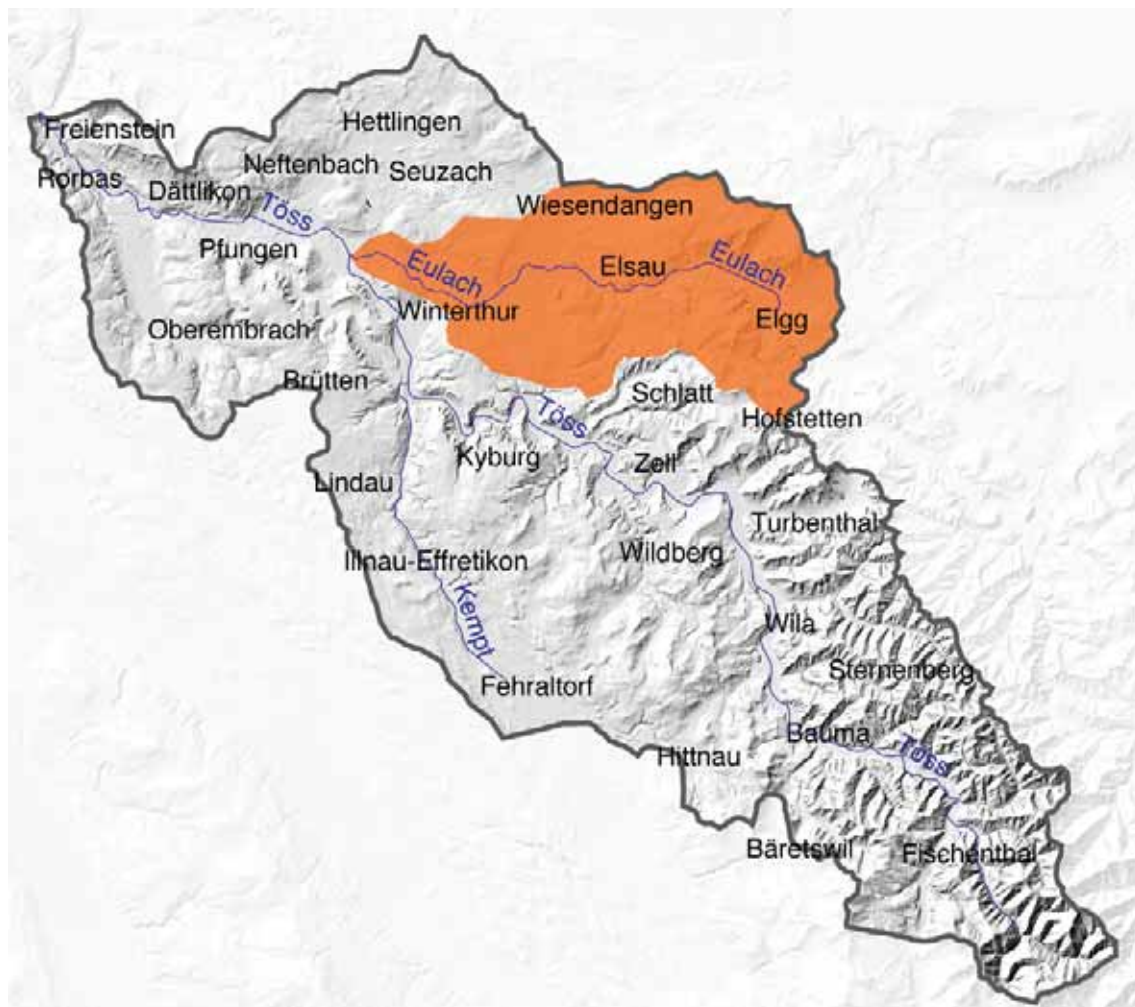 Hettlingen
Freienstein
Neftenbach
Seuzach
Rorbas
Dättlikon
Töss
Wiesendangen
Pfungen
Eulach
Elsau
Eulach
Winterthur
Elgg
Oberembrach
Brütten
Schlatt
Hofstetten
Töss
Kyburg
Zell
Lindau
Turbenthal
Wildberg
Illnau-Effretikon
Kempt
Wila
Sternenberg
Fehraltorf
Bauma
Töss
Hittnau
Bäretswil
Fischenthal